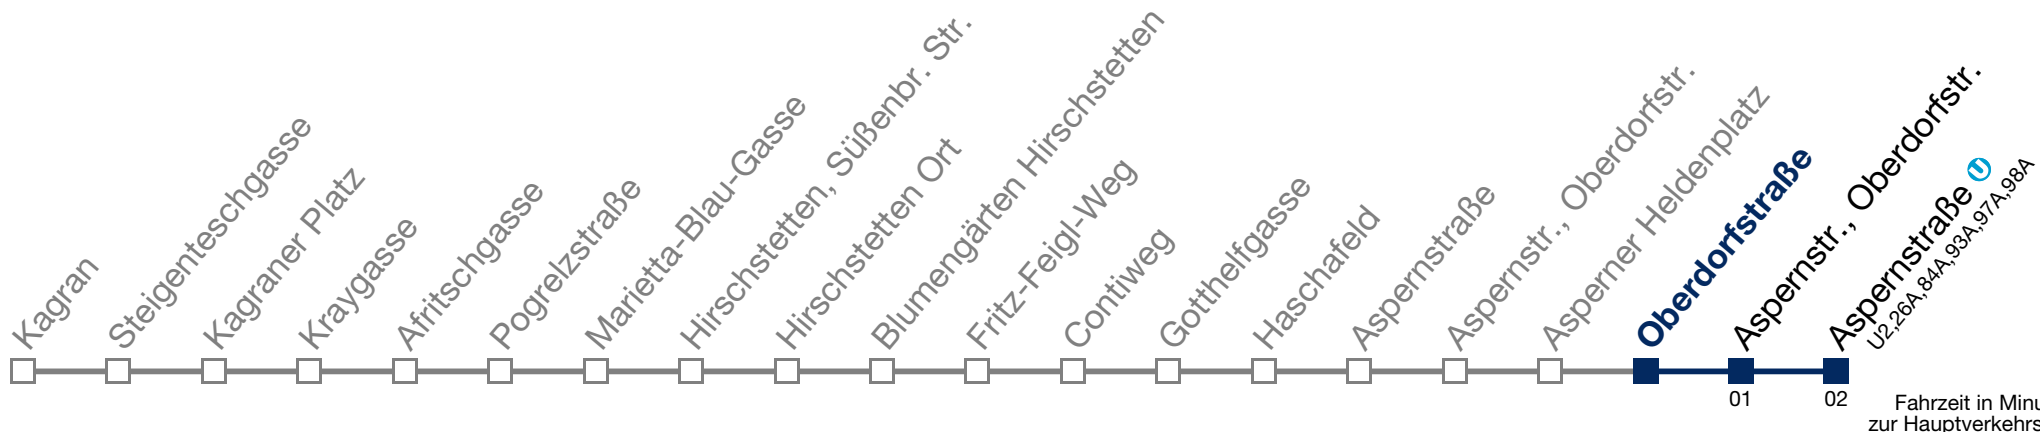 Kagran
Steigenteschgasse
Kagraner Platz
Kraygasse
Afritschgasse
Pogrelzstraße
Marietta-Blau-Gasse
Hirschstetten, Süßenbr. Str.
Hirschstetten Ort
Blumengärten Hirschstetten
Fritz-Feigl-Weg
Contiweg
Gotthelfgasse
Haschafeld
Aspernstraße
Aspernstr., Oberdorfstr.
Asperner Heldenplatz
Oberdorfstraße
Aspernstr., Oberdorfstr.
Aspernstraße U
U2,26A,84A,93A,97A,98A
01
02
Fahrzeit in Minu
zur Hauptverkehrs